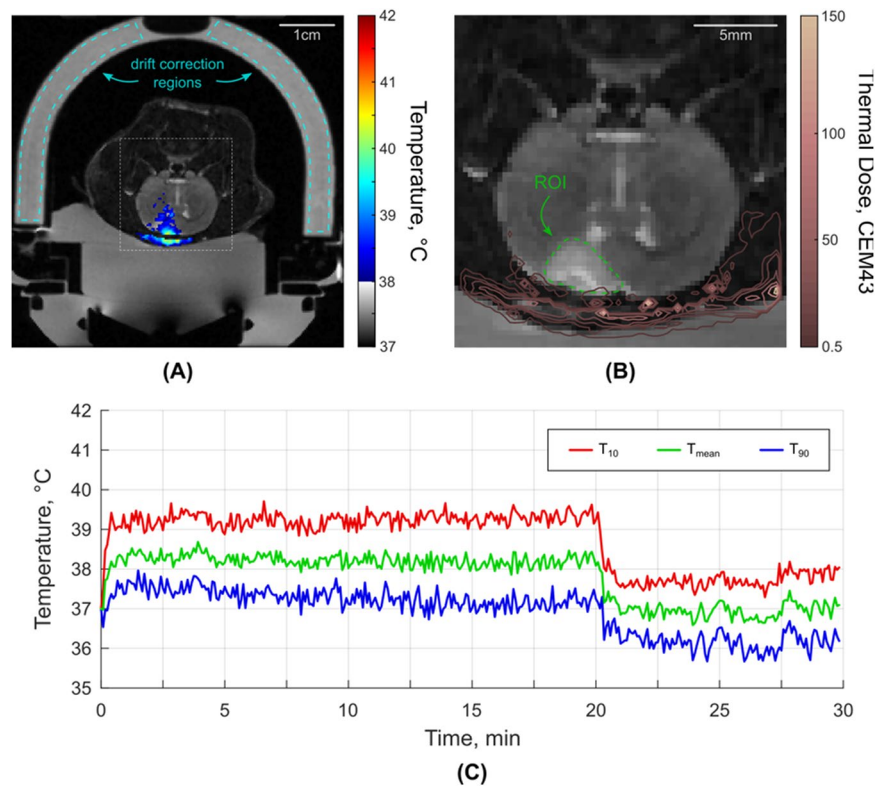 1cm
drift correction
regions
42
41
40
39
38
37
Temperature, °C
(A)
5mm
ROI
150
100
50
0.5
Thermal Dose, CEM43
(B)
42
41
40
39
38
37
36
35
Temperature, °C
T10 Tmean T90
0 5 10 15 20 25 30
Time, min
(C)